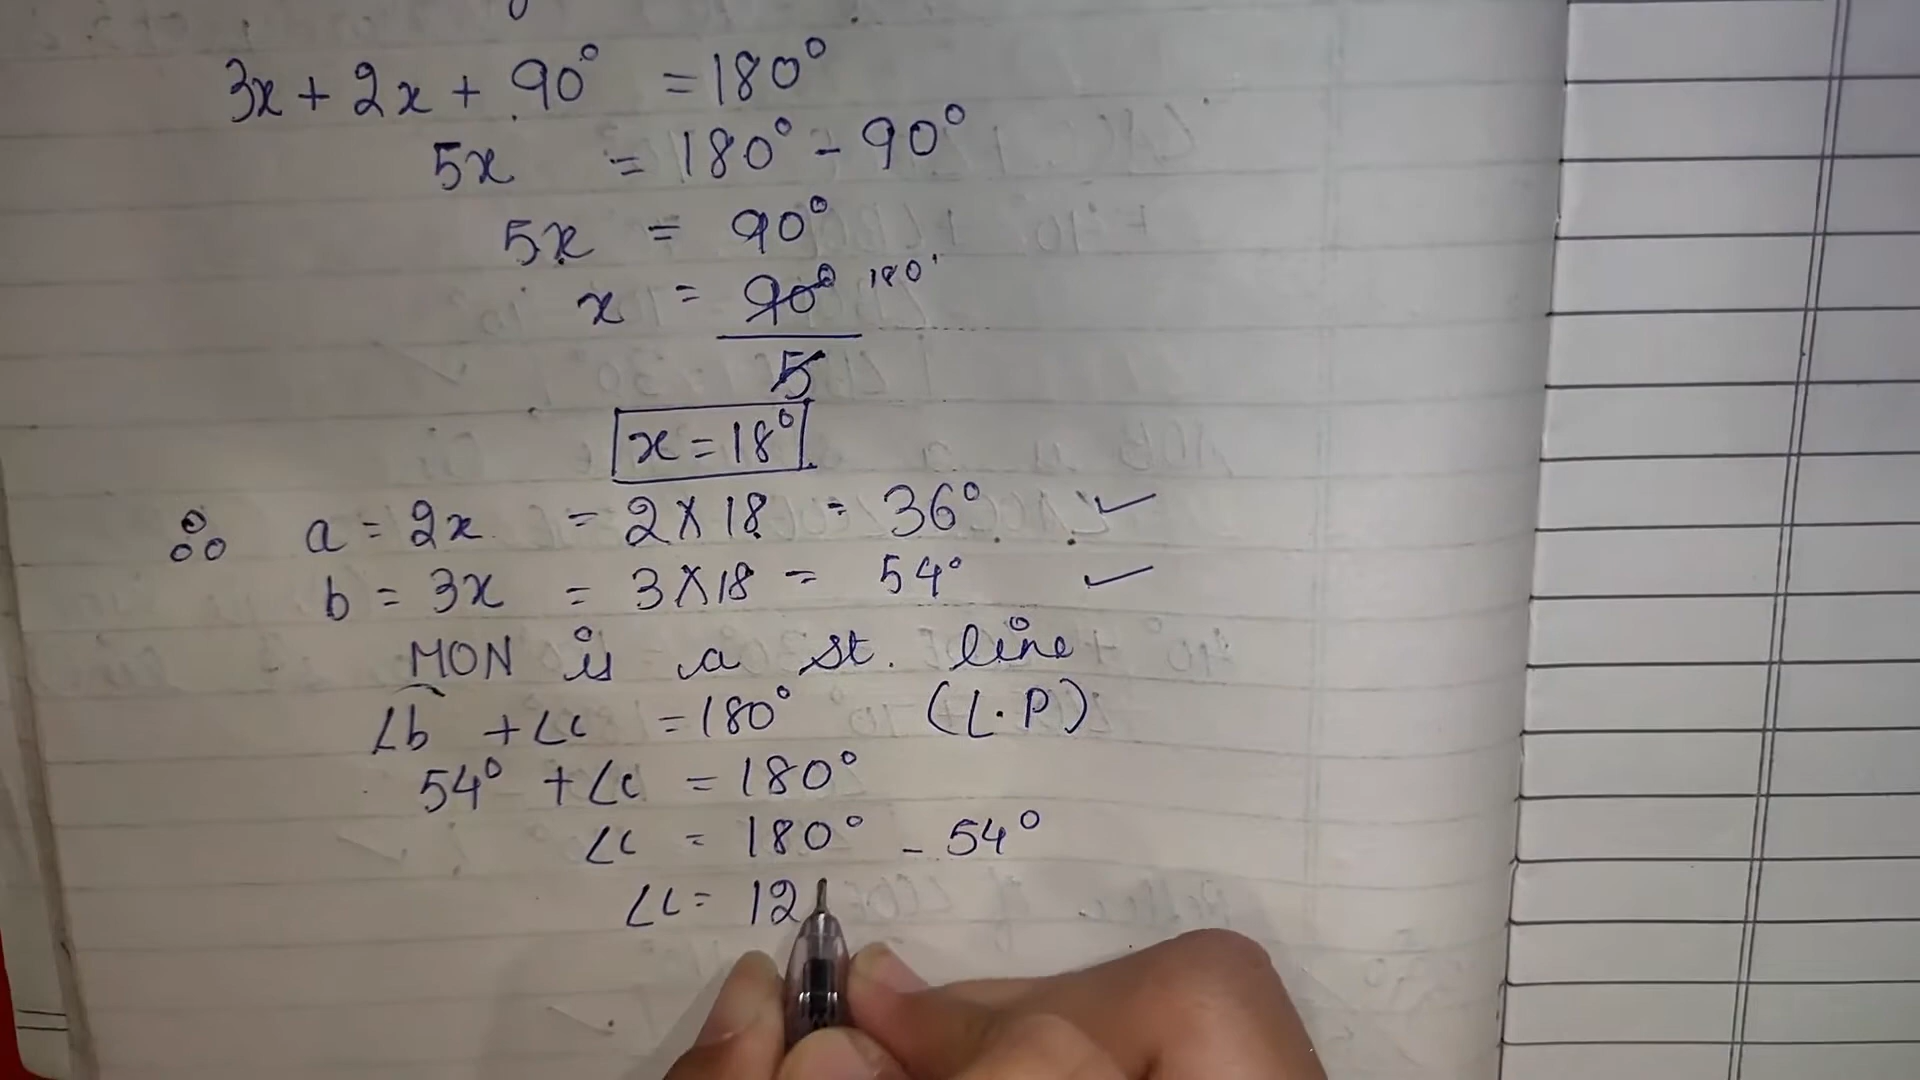 3x + 2x + 90° = 180°
5x = 180° - 90°
5x = 90°
x = 90° 180°
5
x = 18°
∴ a = 2x = 2 × 18 = 36° ✓
b = 3x = 3 × 18 = 54° ✓
MON is a st. line
∠b + ∠c = 180° (L.P)
54° + ∠c = 180°
∠c = 180° - 54°
∠c = 12